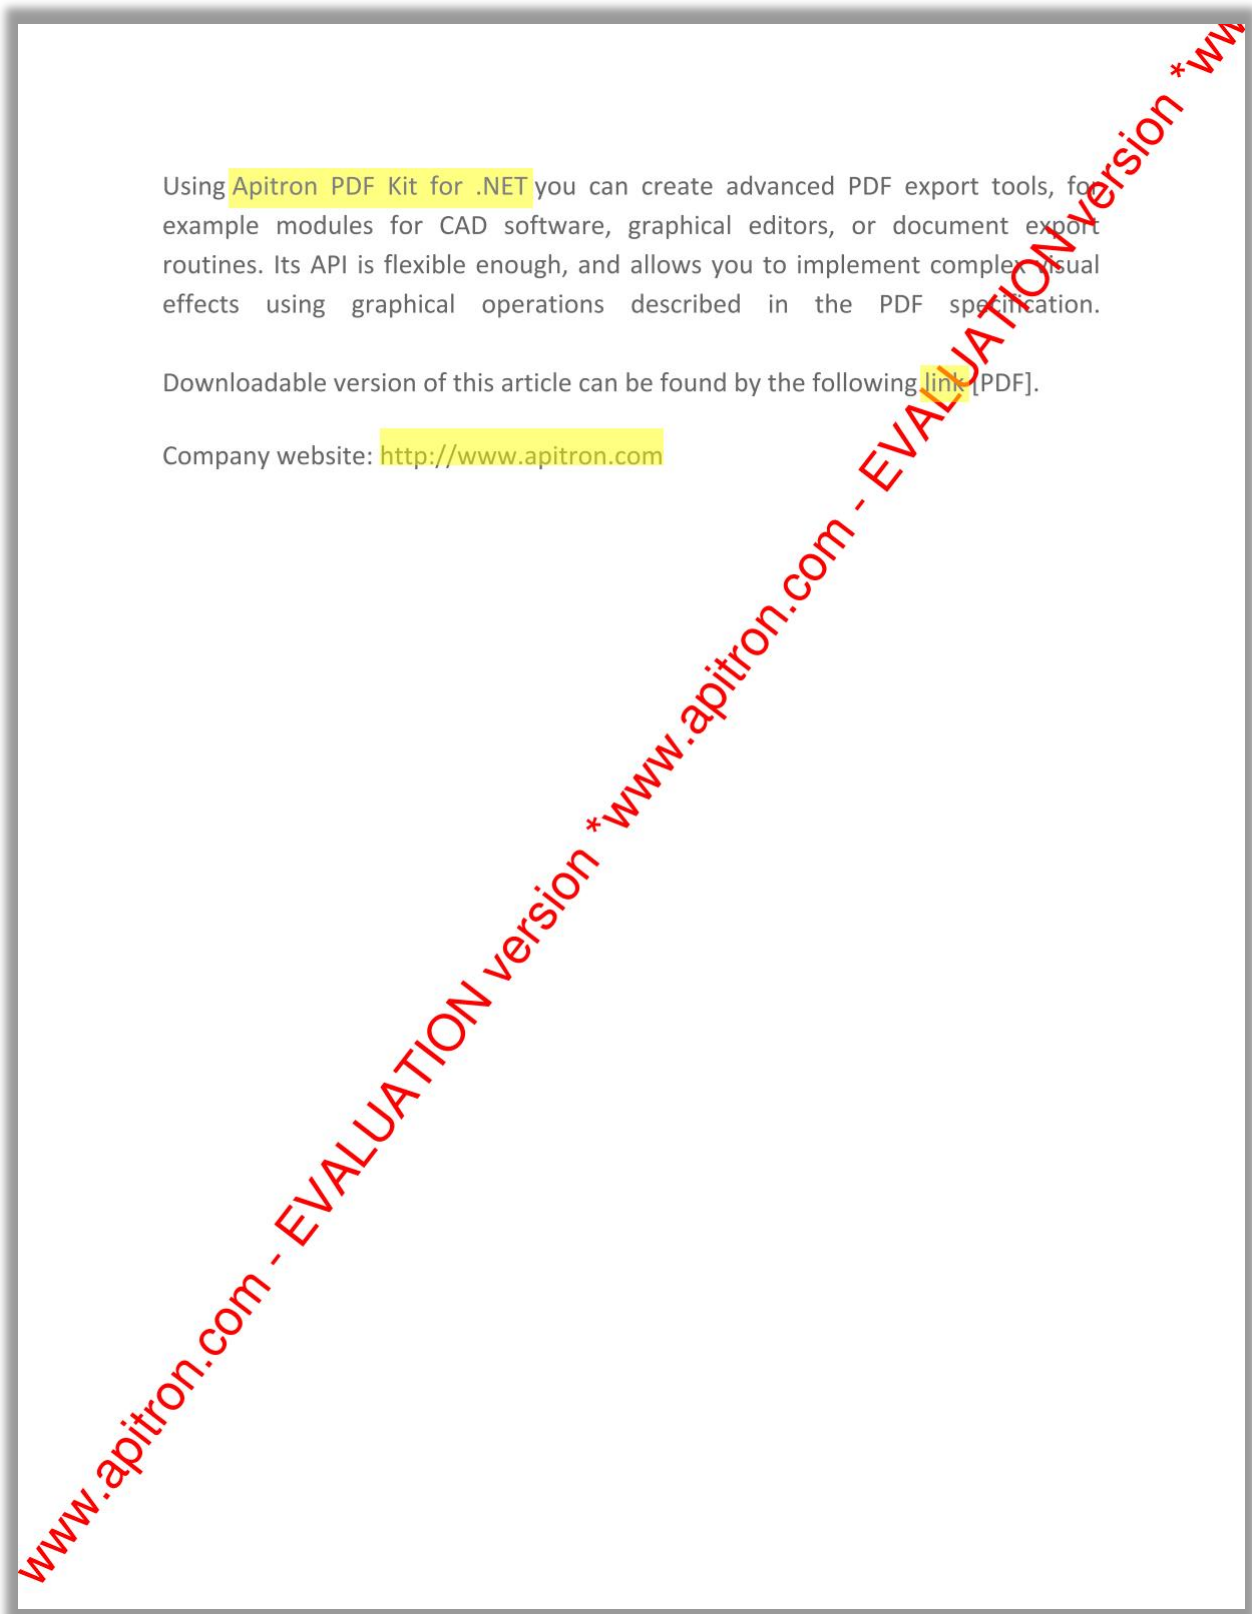 Using Apitron PDF Kit for .NET you can create advanced PDF export tools, for
example modules for CAD software, graphical editors, or document export
routines. Its API is flexible enough, and allows you to implement complex visual
effects using graphical operations described in the PDF specification.
Downloadable version of this article can be found by the following link [PDF].
Company website: http://www.apitron.com
www.apitron.com - EVALUATION version *www.apitron.com - EVALUATION version *ww